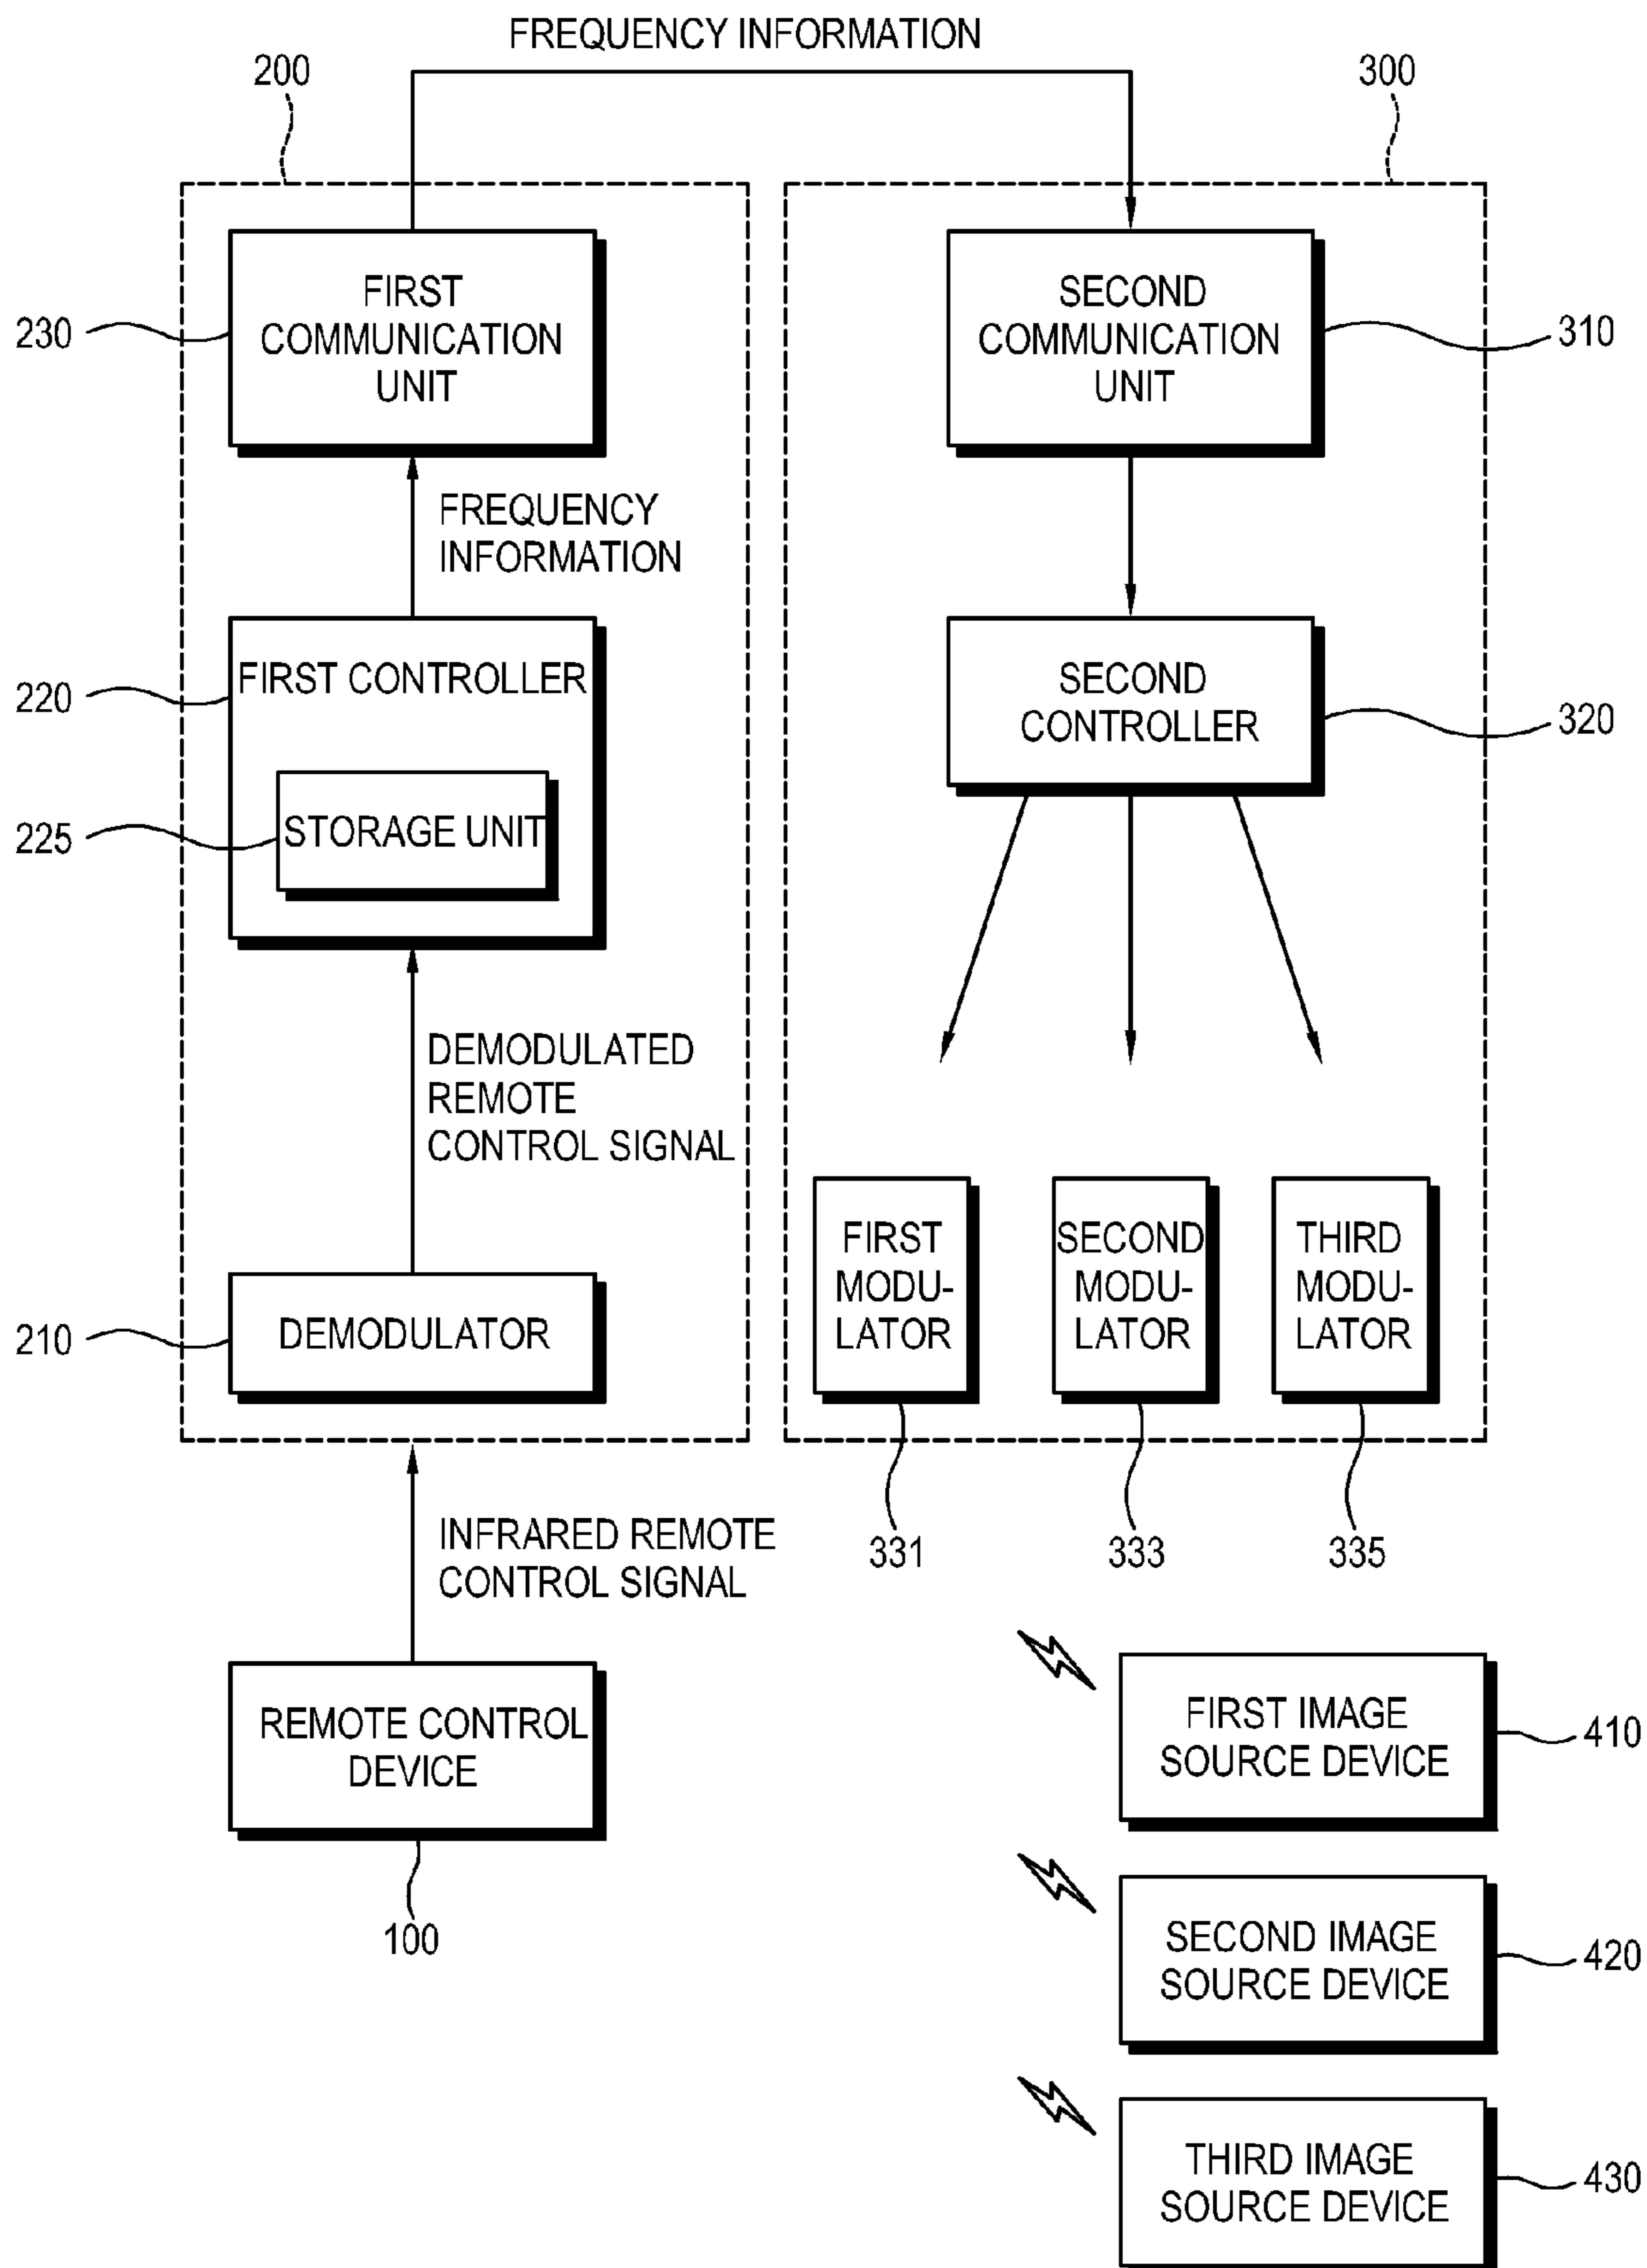 FREQUENCY INFORMATION
200
300
FIRST
COMMUNICATION
UNIT
230
SECOND
COMMUNICATION
UNIT
310
FREQUENCY
INFORMATION
FIRST CONTROLLER
220
STORAGE UNIT
225
SECOND
CONTROLLER
320
DEMODULATED
REMOTE
CONTROL SIGNAL
DEMODULATOR
210
FIRST
MODU-
LATOR
SECOND
MODU-
LATOR
THIRD
MODU-
LATOR
331
333
335
INFRARED REMOTE
CONTROL SIGNAL
REMOTE CONTROL
DEVICE
100
FIRST IMAGE
SOURCE DEVICE
410
SECOND IMAGE
SOURCE DEVICE
420
THIRD IMAGE
SOURCE DEVICE
430